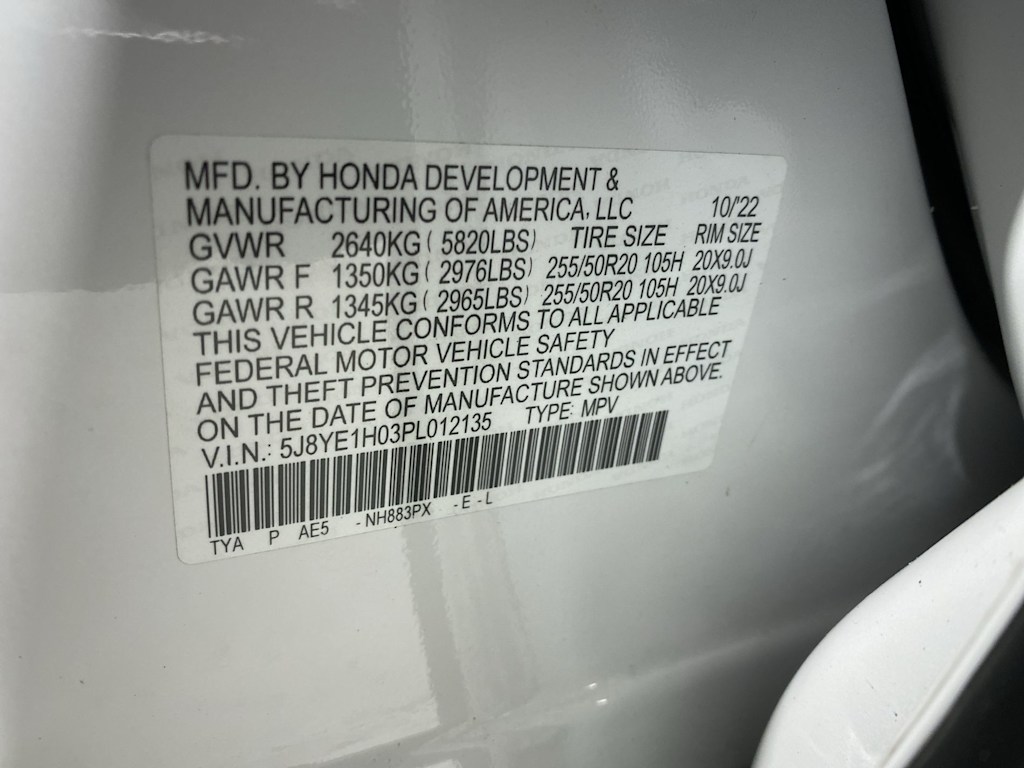 MFD. BY HONDA DEVELOPMENT &
MANUFACTURING OF AMERICA, LLC 10/'22
GVWR 2640KG ( 5820LBS) TIRE SIZE RIM SIZE
GAWR F 1350KG ( 2976LBS) 255/50R20 105H 20X9.0J
GAWR R 1345KG ( 2965LBS) 255/50R20 105H 20X9.0J
THIS VEHICLE CONFORMS TO ALL APPLICABLE
FEDERAL MOTOR VEHICLE SAFETY
AND THEFT PREVENTION STANDARDS IN EFFECT
ON THE DATE OF MANUFACTURE SHOWN ABOVE.
V.I.N.: 5J8YE1H03PL012135 TYPE: MPV
TYA P AE5 -NH883PX -E-L